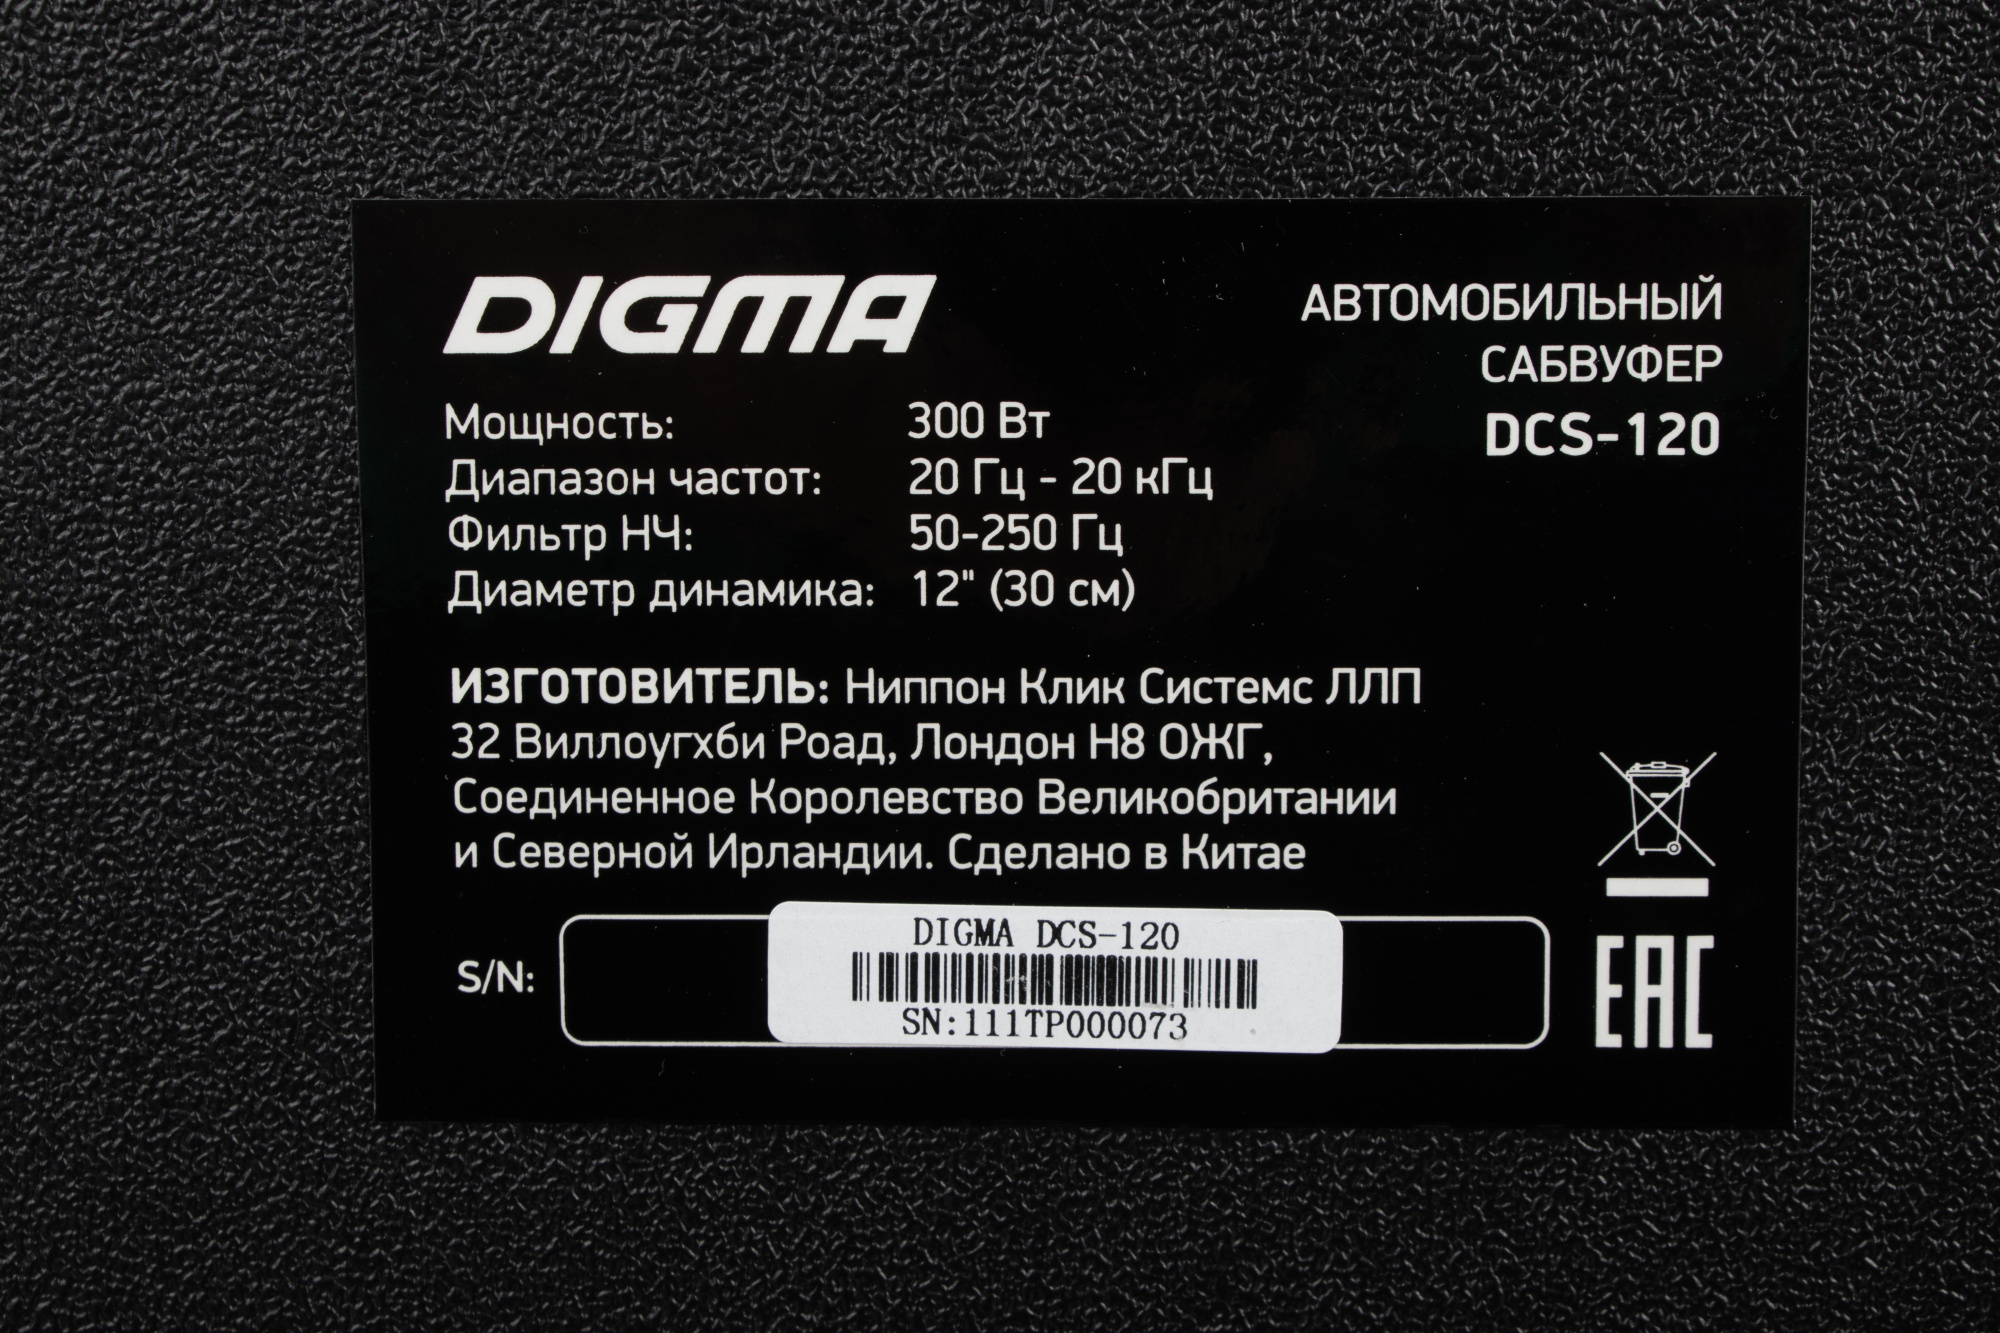 DIGMA
АВТОМОБИЛЬНЫЙ
САБВУФЕР
DCS-120
Мощность: 300 Вт
Диапазон частот: 20 Гц - 20 кГц
Фильтр НЧ: 50-250 Гц
Диаметр динамика: 12" (30 см)
ИЗГОТОВИТЕЛЬ: Ниппон Клик Системс ЛЛП
32 Виллоугхби Роад, Лондон Н8 ОЖГ,
Соединенное Королевство Великобритании
и Северной Ирландии. Сделано в Китае
S/N:
DIGMA DCS-120
SN:111TP000073
EAC